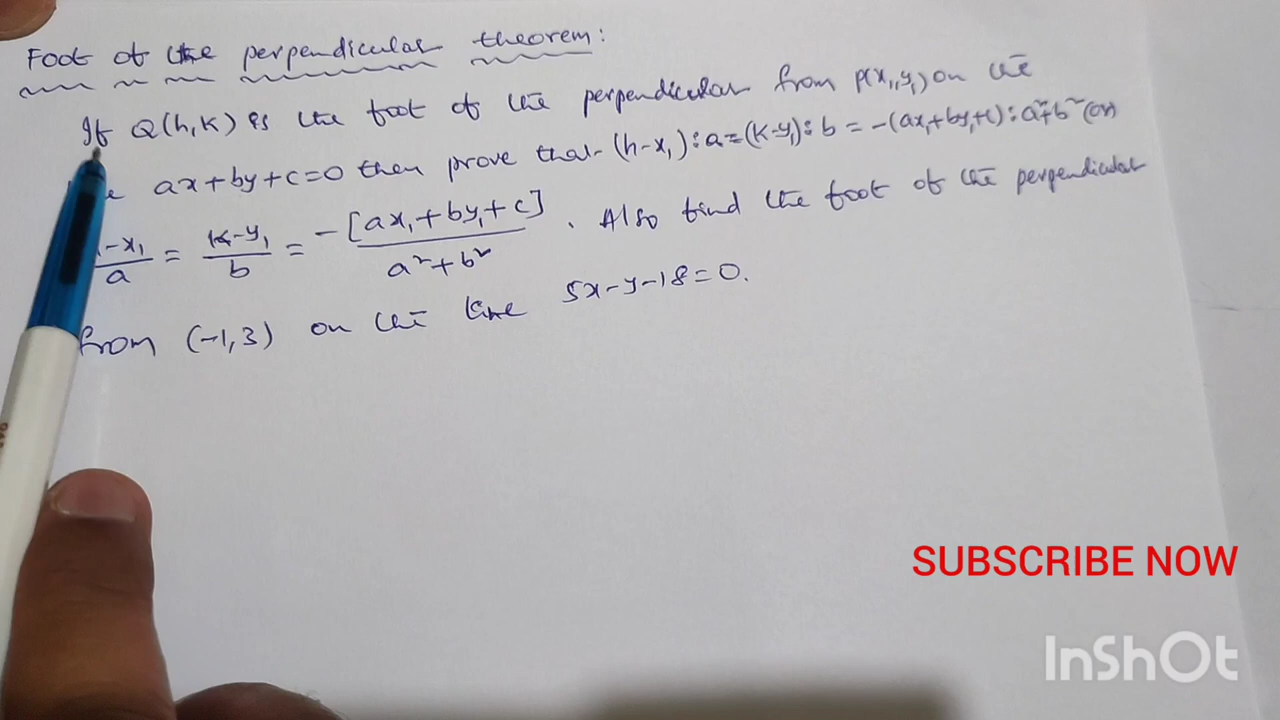 Foot of the perpendicular theorem:
If Q(h,k) is the foot of the perpendicular from P(x₁,y₁) on the
ax+by+c=0 then prove that (h-x₁):a=(k-y₁):b=-(ax₁+by₁+c):a²+b² (or)
-x₁/a = k-y₁/b = -[ax₁+by₁+c]/a²+b². Also find the foot of the perpendicular
from (-1,3) on the line 5x-y-18=0.
SUBSCRIBE NOW
InShOt